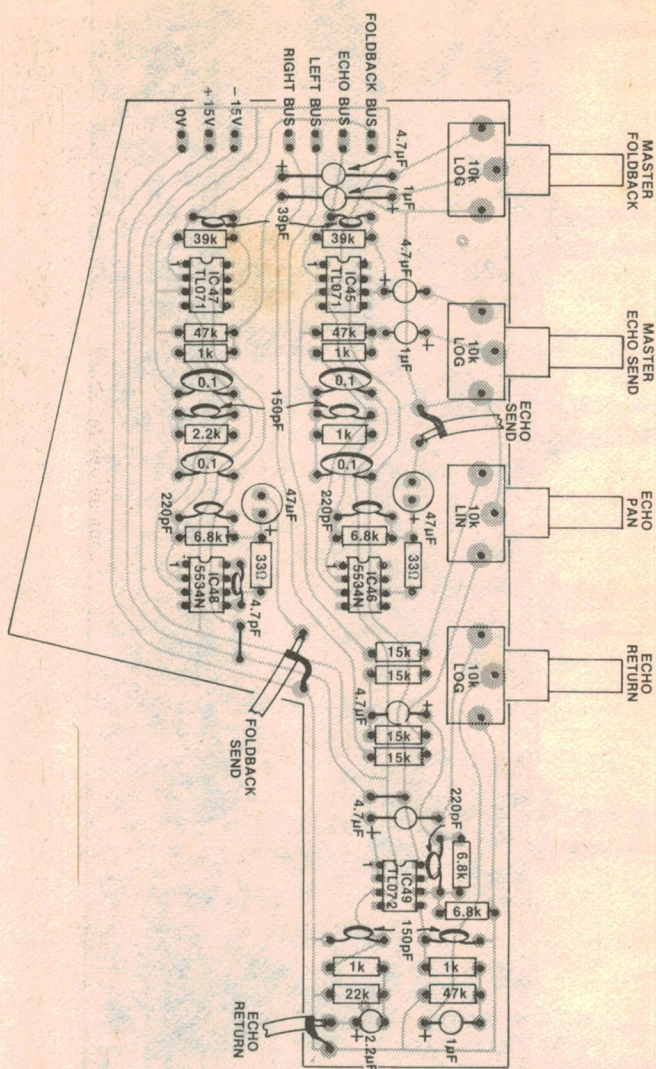 MASTER
FOLDBACK
MASTER
ECHO SEND
ECHO
PAN
ECHO
RETURN
10k
LOG
10k
LOG
10k
LIN
10k
LOG
FOLDBACK BUS
ECHO BUS
LEFT BUS
RIGHT BUS
-15V
+15V
0V
4.7µF
1µF
+
+
39pF
39k
39k
4.7µF
+
1µF
+
1
IC47
TL071
1
IC45
TL071
47k
1k
47k
1k
0.1
0.1
150pF
2.2k
1k
0.1
0.1
ECHO
SEND
47µF
+
47µF
+
220pF
220pF
6.8k
6.8k
33Ω
33Ω
1
IC48
5534N
1
IC46
5534N
4.7pF
FOLDBACK
SEND
15k
15k
4.7µF
+
15k
15k
4.7µF
+
220pF
6.8k
6.8k
1
IC49
TL072
150pF
1k
22k
1k
47k
+
2.2µF
+
1µF
ECHO
RETURN